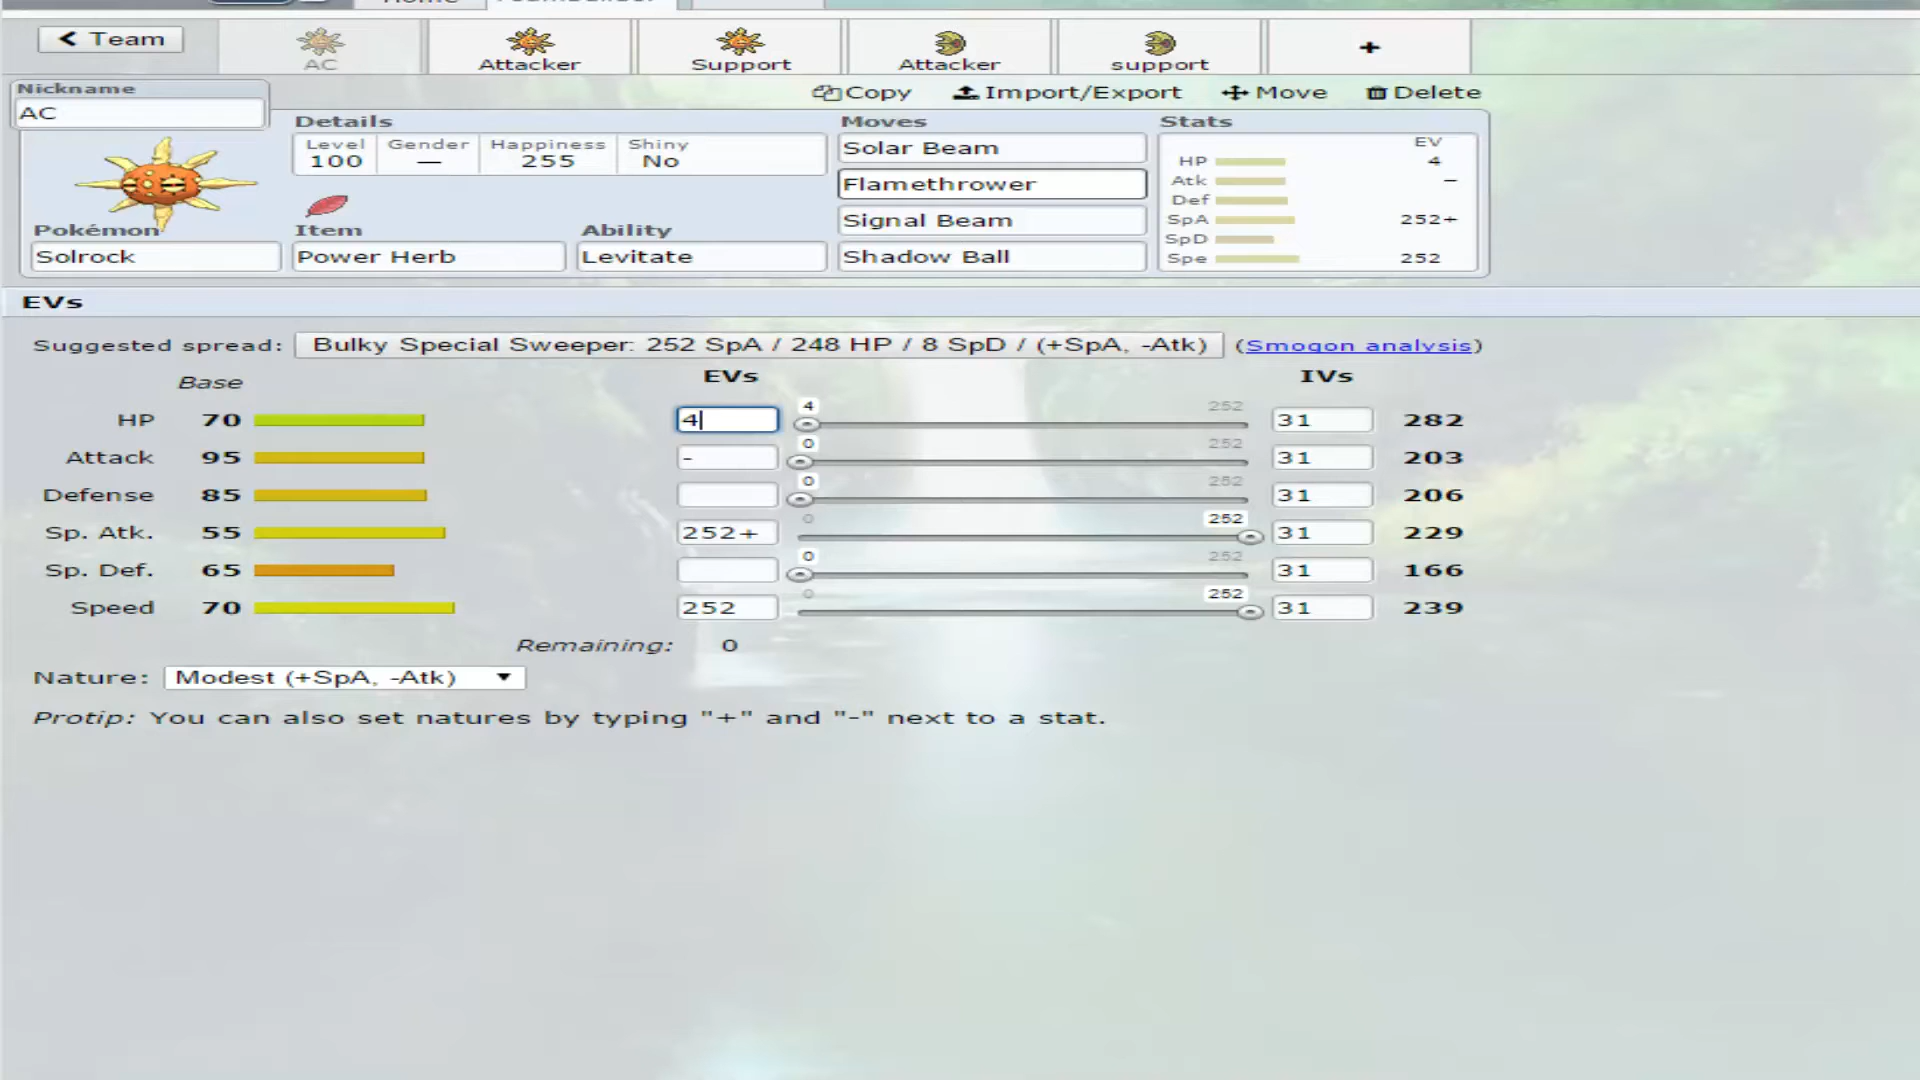 Team
AC
Attacker
Support
Attacker
support
+
Nickname
AC
Copy
Import/Export
Move
Delete
Details
Level
Gender
Happiness
Shiny
100
—
255
No
Pokémon
Solrock
Item
Power Herb
Ability
Levitate
Moves
Solar Beam
Flamethrower
Signal Beam
Shadow Ball
Stats
EV
HP 4
Atk −
Def
SpA 252+
SpD
Spe 252
EVs
Suggested spread: Bulky Special Sweeper: 252 SpA / 248 HP / 8 SpD / (+SpA, -Atk) (Smogon analysis)
Base EVs IVs
HP 70 4 4 252 31 282
Attack 95 - 0 252 31 203
Defense 85 0 252 31 206
Sp. Atk. 55 252+ 0 252 31 229
Sp. Def. 65 0 252 31 166
Speed 70 252 0 252 31 239
Remaining: 0
Nature: Modest (+SpA, -Atk)
Protip: You can also set natures by typing "+" and "-" next to a stat.